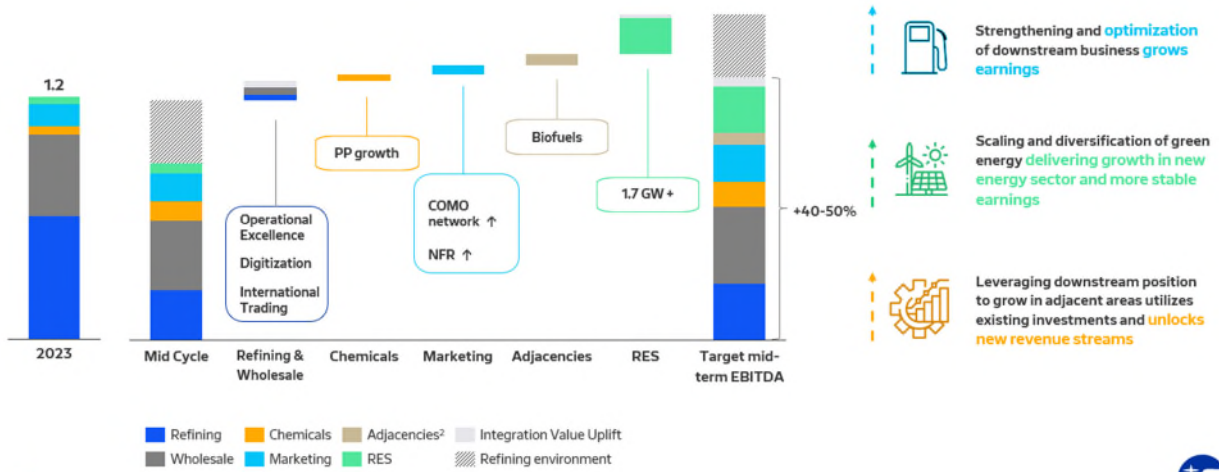 1.2
2023
Mid Cycle
Refining &
Wholesale
Chemicals
Marketing
Adjacencies
RES
Target mid-
term EBITDA
Operational
Excellence
Digitization
International
Trading
PP growth
COMO
network ↑
NFR ↑
Biofuels
1.7 GW +
+40-50%
Refining
Chemicals
Adjacencies²
Integration Value Uplift
Wholesale
Marketing
RES
Refining environment
Strengthening and optimization
of downstream business grows
earnings
Scaling and diversification of green
energy delivering growth in new
energy sector and more stable
earnings
Leveraging downstream position
to grow in adjacent areas utilizes
existing investments and unlocks
new revenue streams